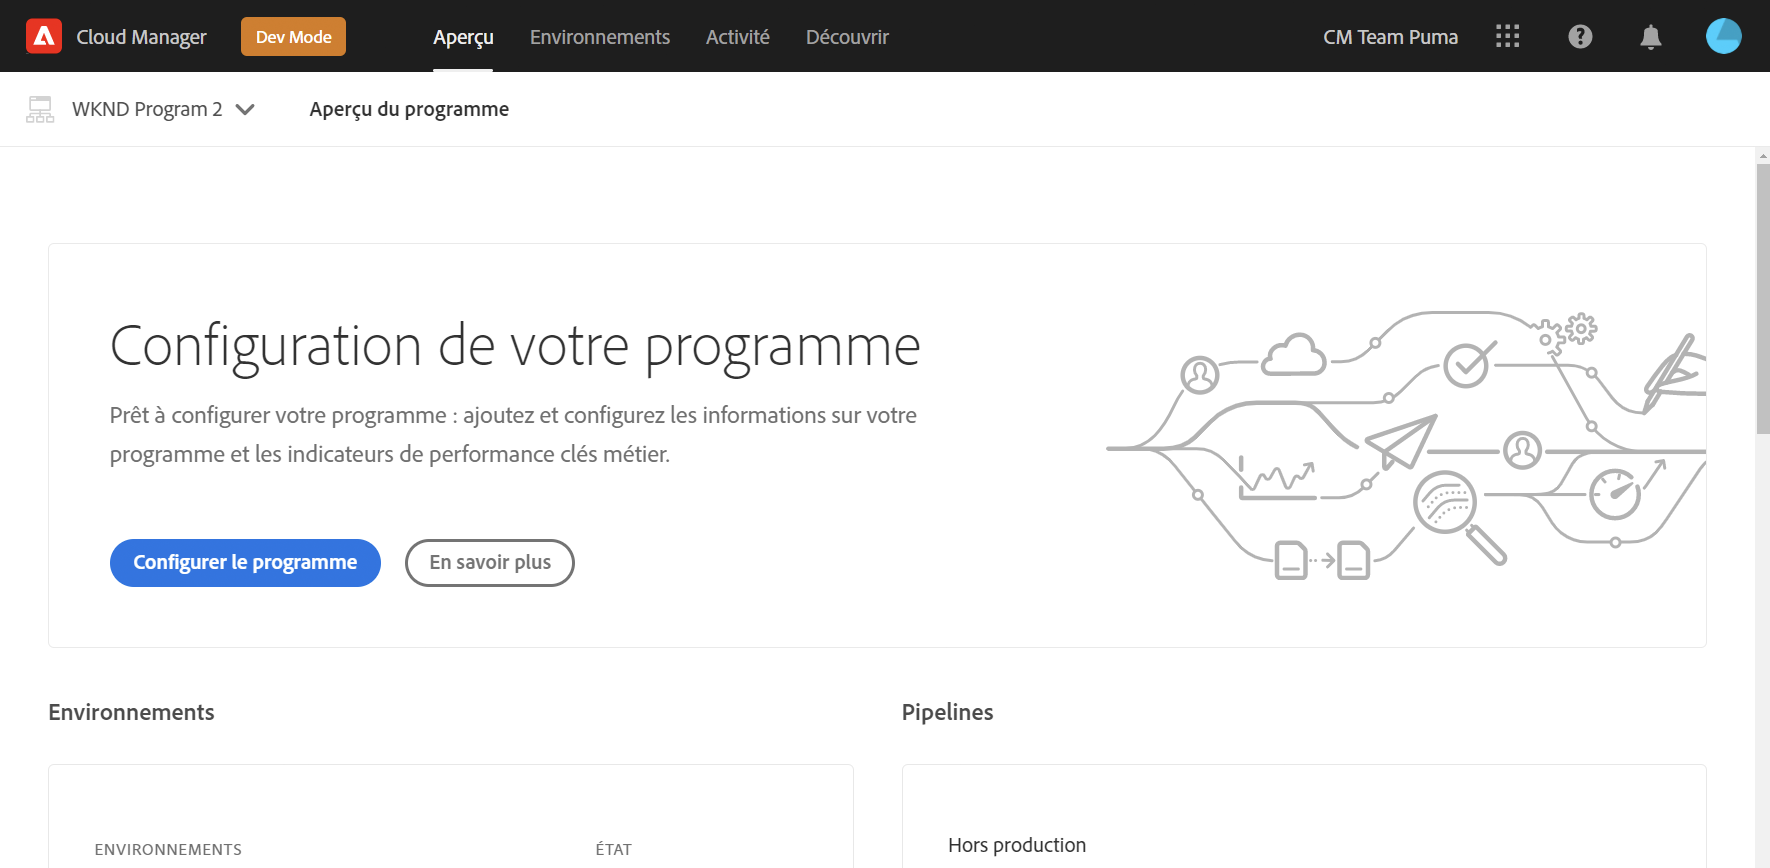 Cloud Manager
Dev Mode
Aperçu
Environnements
Activité
Découvrir
CM Team Puma
WKND Program 2
Aperçu du programme
Configuration de votre programme
Prêt à configurer votre programme : ajoutez et configurez les informations sur votre
programme et les indicateurs de performance clés métier.
Configurer le programme
En savoir plus
Environnements
Pipelines
ENVIRONNEMENTS
ÉTAT
Hors production